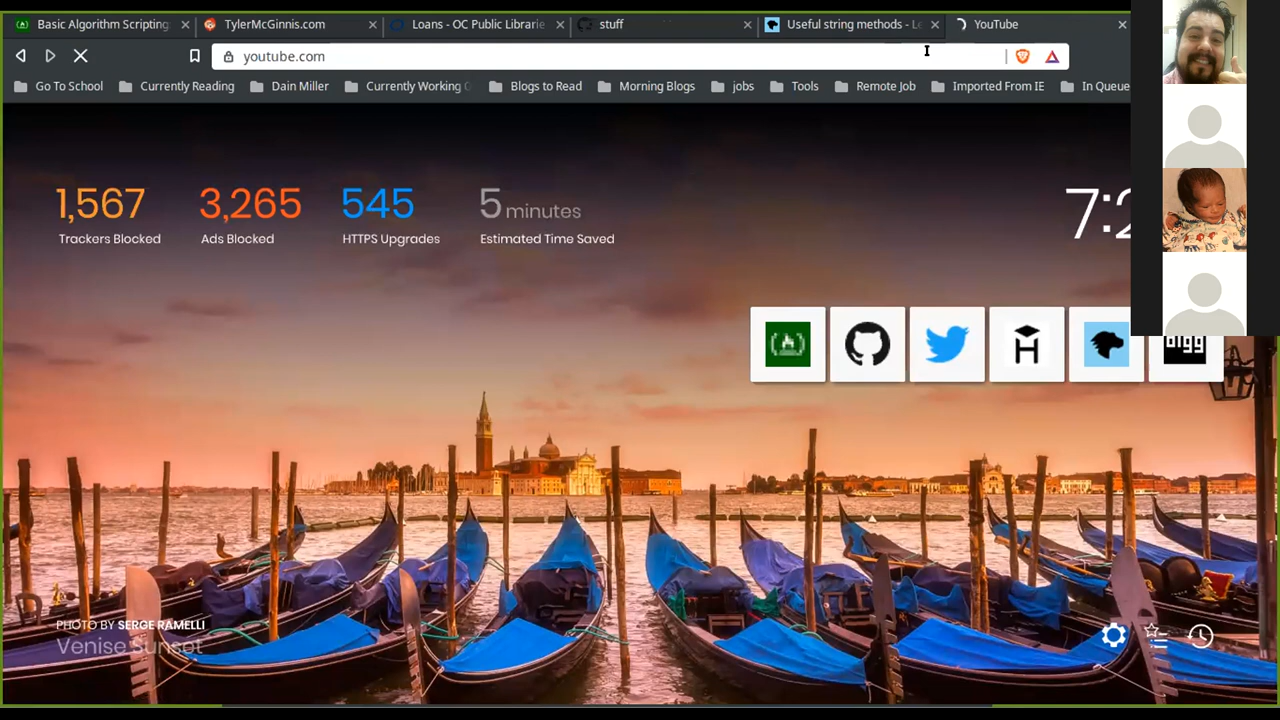 Basic Algorithm Scripting
TylerMcGinnis.com
Loans - OC Public Librarie
stuff
Useful string methods - Le
YouTube
youtube.com
Go To School
Currently Reading
Dain Miller
Currently Working O
Blogs to Read
Morning Blogs
jobs
Tools
Remote Job
Imported From IE
In Queue
1,567
Trackers Blocked
3,265
Ads Blocked
545
HTTPS Upgrades
5 minutes
Estimated Time Saved
7:2
H
digg
PHOTO BY SERGE RAMELLI
Venise Sunset